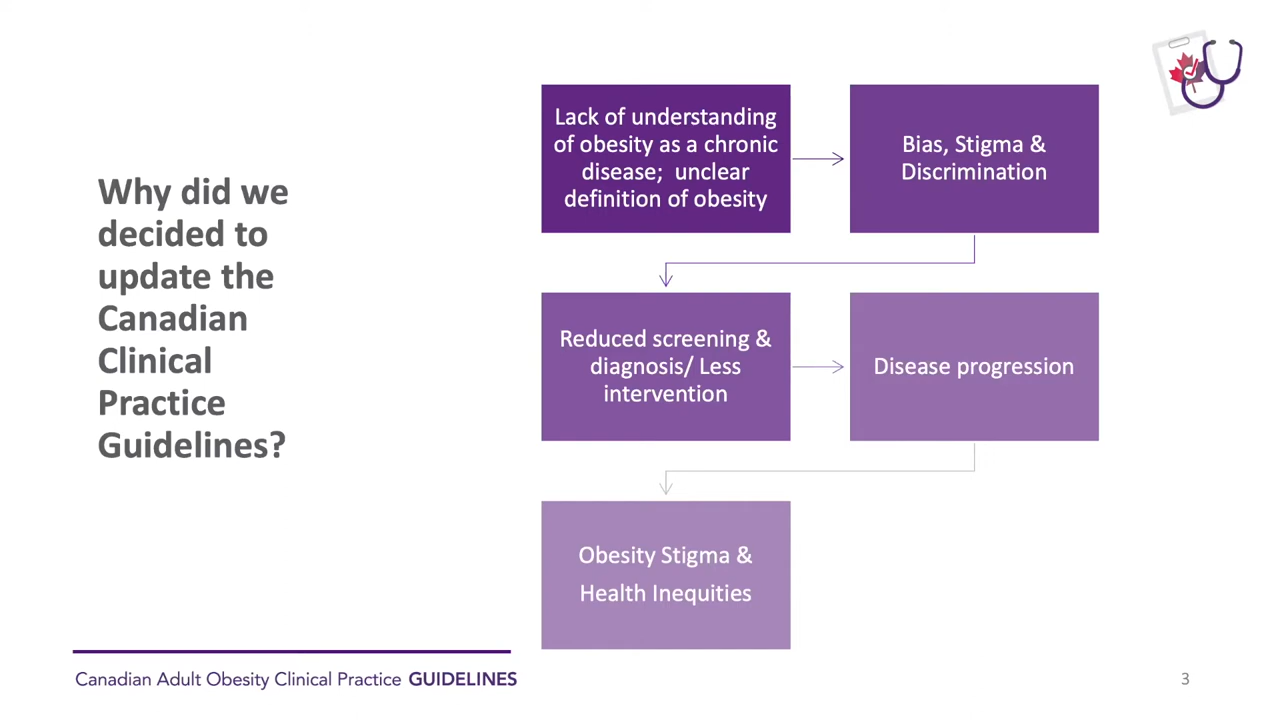 Why did we
decided to
update the
Canadian
Clinical
Practice
Guidelines?
Lack of understanding
of obesity as a chronic
disease;  unclear
definition of obesity
Bias, Stigma &
Discrimination
Reduced screening &
diagnosis/ Less
intervention
Disease progression
Obesity Stigma &
Health Inequities
Canadian Adult Obesity Clinical Practice GUIDELINES
3